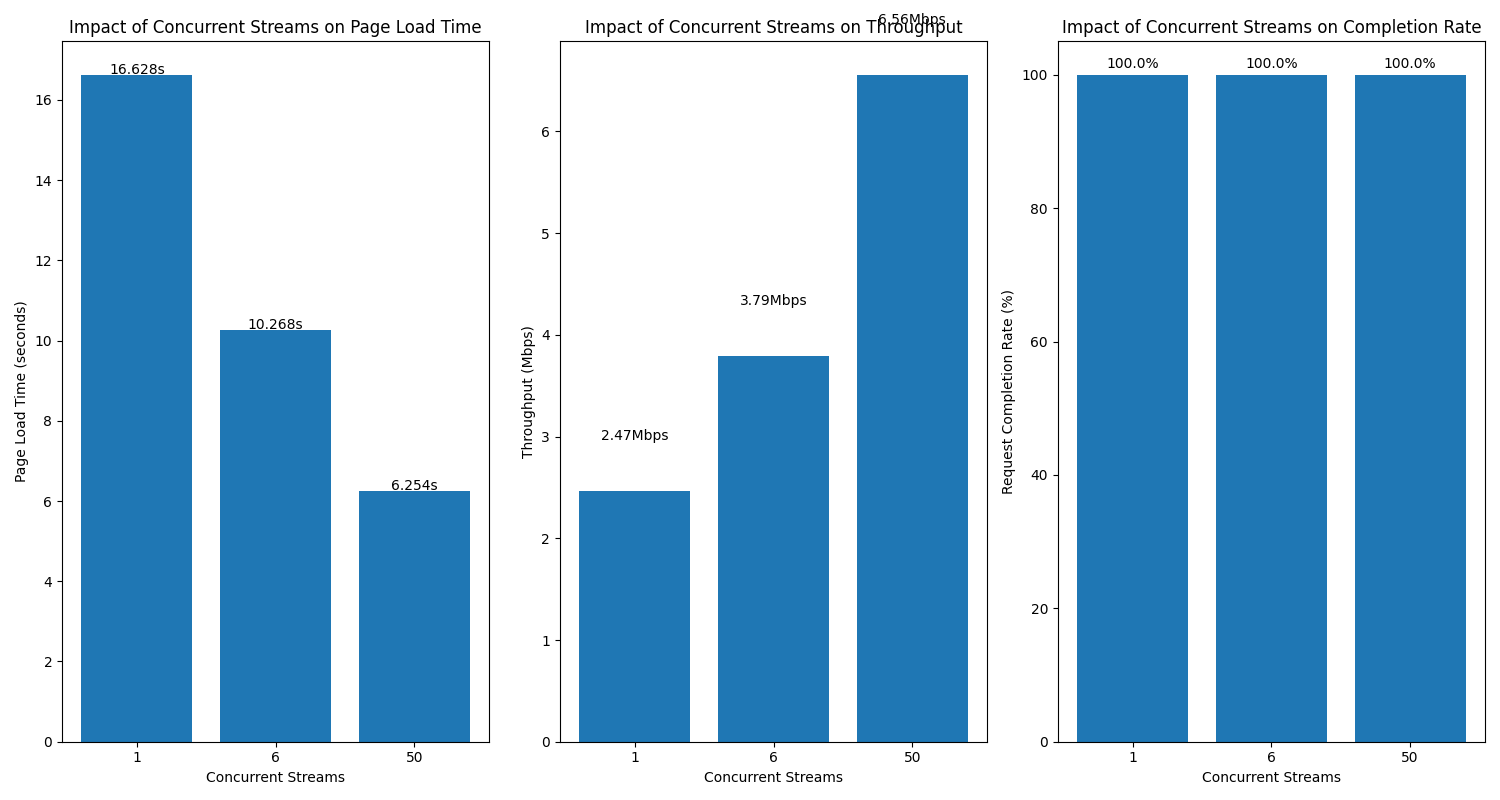 Impact of Concurrent Streams on Page Load Time
16.628s
10.268s
6.254s
16
14
12
10
8
6
4
2
0
Page Load Time (seconds)
1 6 50
Concurrent Streams
Impact of Concurrent Streams on Throughput
6.56Mbps
3.79Mbps
2.47Mbps
6
5
4
3
2
1
0
Throughput (Mbps)
1 6 50
Concurrent Streams
Impact of Concurrent Streams on Completion Rate
100.0% 100.0% 100.0%
100
80
60
40
20
0
Request Completion Rate (%)
1 6 50
Concurrent Streams